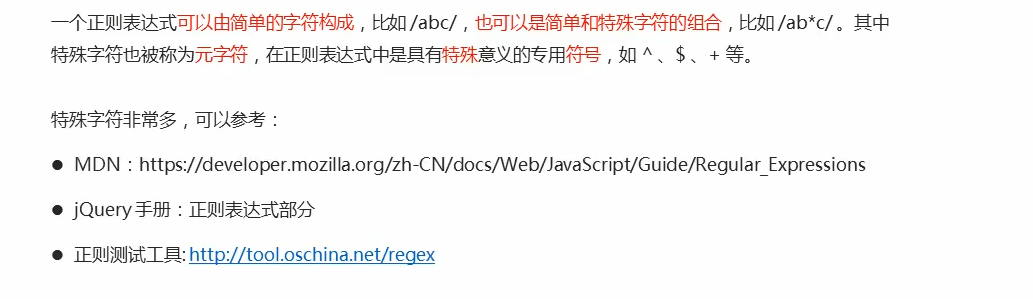 一个正则表达式可以由简单的字符构成，比如 /abc/，也可以是简单和特殊字符的组合，比如 /ab*c/ 。其中
特殊字符也被称为元字符，在正则表达式中是具有特殊意义的专用符号，如 ^ 、$ 、+ 等。
特殊字符非常多，可以参考：
● MDN：https://developer.mozilla.org/zh-CN/docs/Web/JavaScript/Guide/Regular_Expressions
● jQuery 手册：正则表达式部分
● 正则测试工具: http://tool.oschina.net/regex